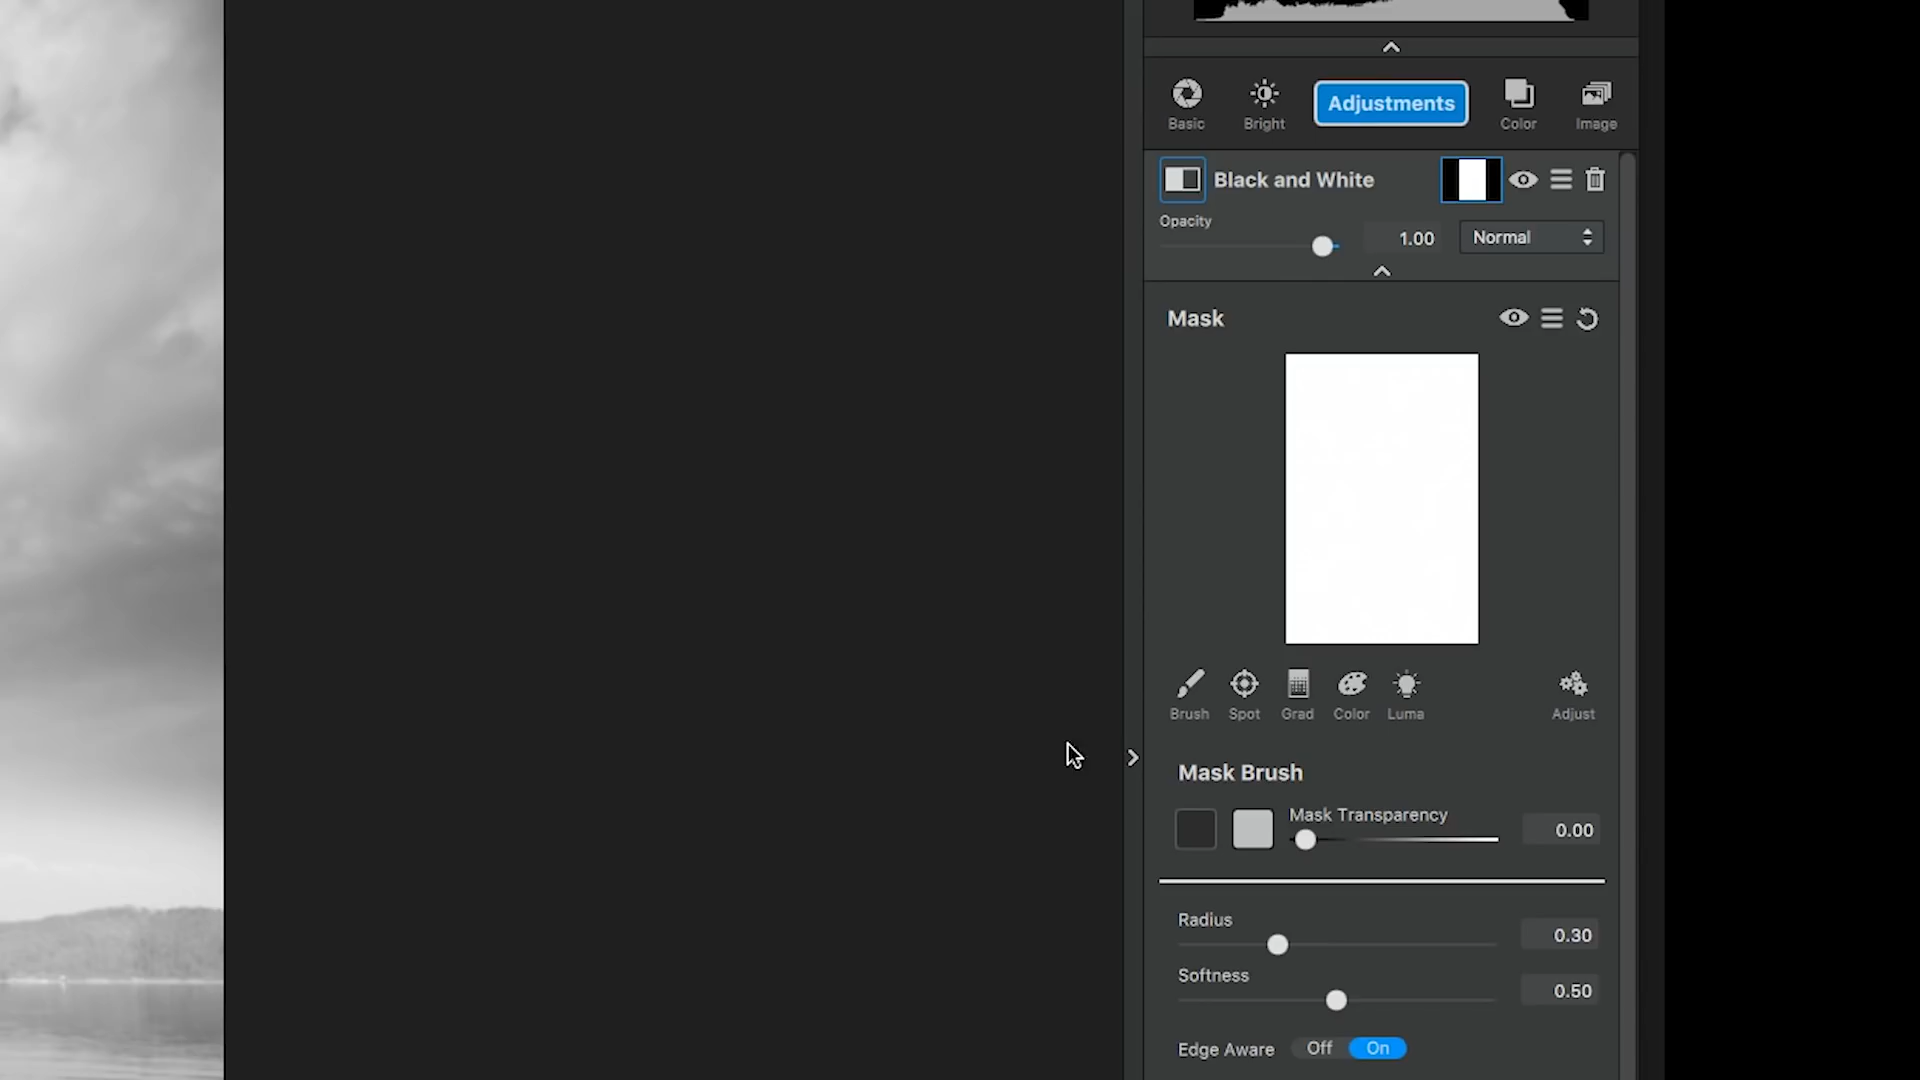 Basic
Bright
Adjustments
Color
Image
Black and White
Opacity
1.00
Normal
Mask
Brush
Spot
Grad
Color
Luma
Adjust
Mask Brush
Mask Transparency
0.00
Radius
0.30
Softness
0.50
Edge Aware Off On